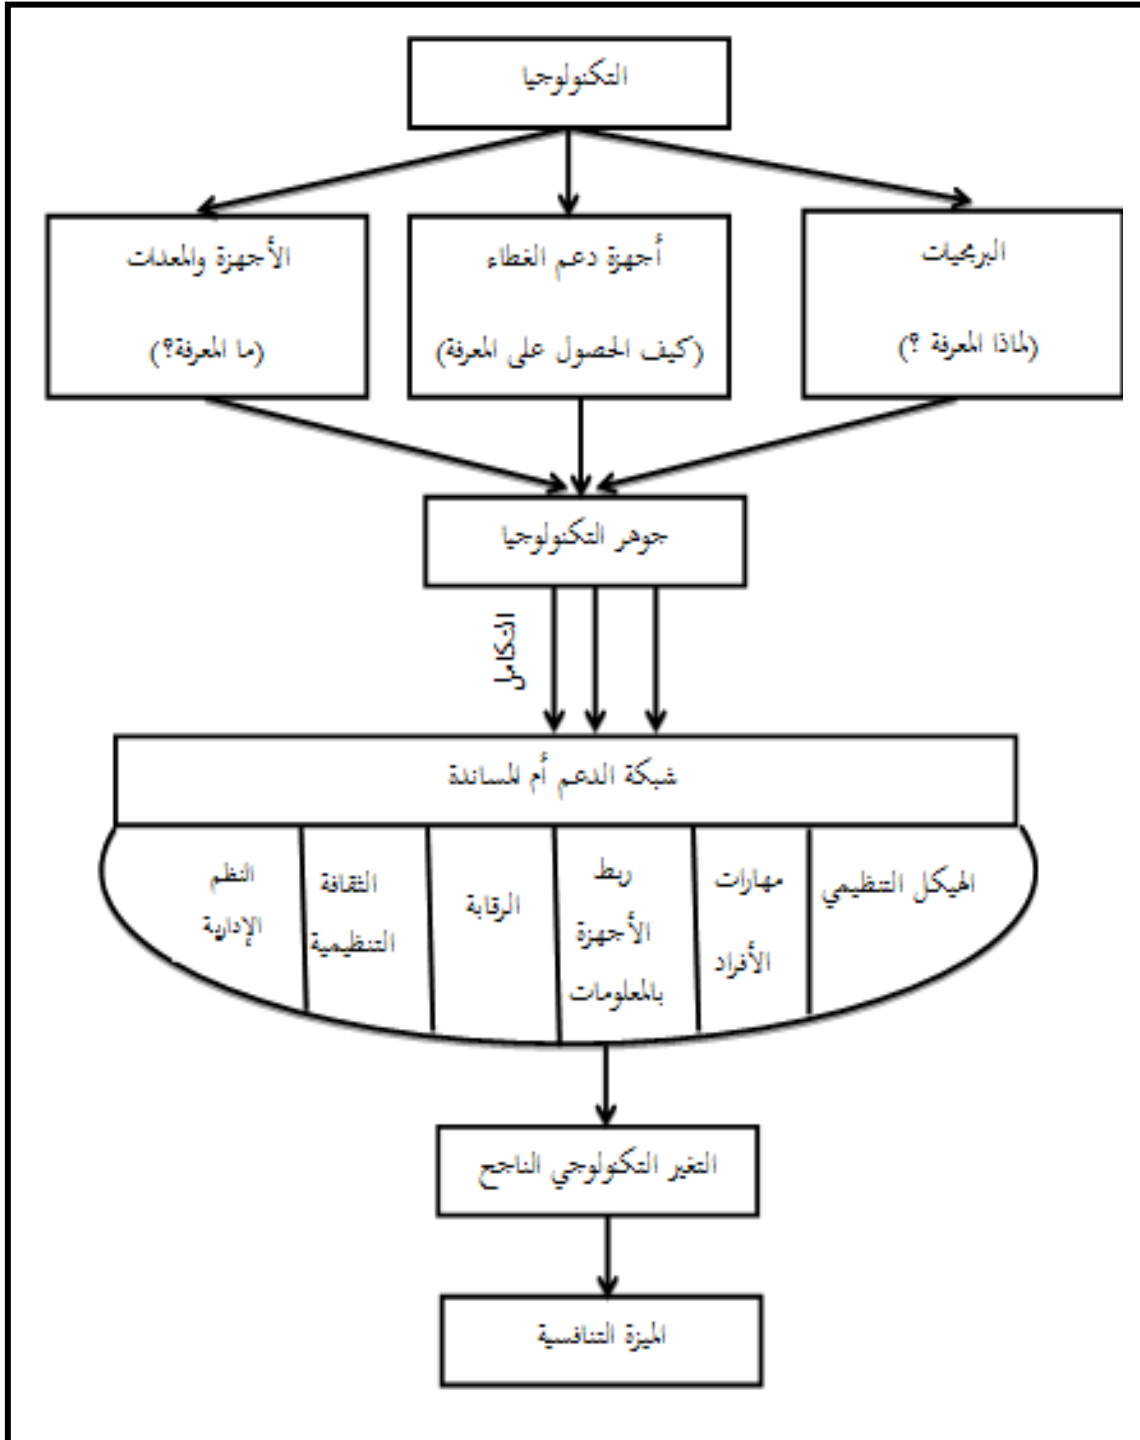 التكنولوجيا
البرمجيات
(لماذا المعرفة ؟)
أجهزة دعم الغطاء
(كيف الحصول على المعرفة)
الأجهزة والمعدات
(ما المعرفة؟)
جوهر التكنولوجيا
التكامل
شبكة الدعم أم المساندة
الهيكل التنظيمي
مهارات
الأفراد
ربط
الأجهزة
بالمعلومات
الرقابة
الثقافة
التنظيمية
النظم
الإدارية
التغير التكنولوجي الناجح
الميزة التنافسية